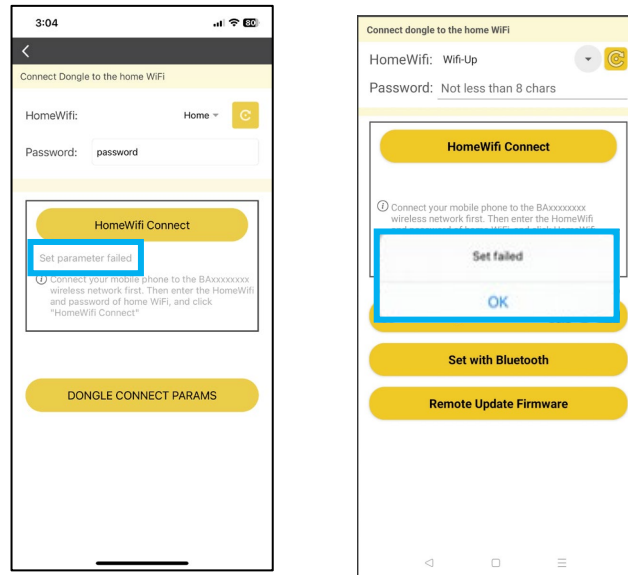 3:04
80
Connect Dongle to the home WiFi
HomeWifi: Home
Password: password
HomeWifi Connect
Set parameter failed
Connect your mobile phone to the BAxxxxxxxx
wireless network first. Then enter the HomeWifi
and password of home WiFi, and click
"HomeWifi Connect"
DONGLE CONNECT PARAMS
Connect dongle to the home WiFi
HomeWifi: Wifi-Up
Password: Not less than 8 chars
HomeWifi Connect
Connect your mobile phone to the BAxxxxxxxx
wireless network first. Then enter the HomeWifi
Set failed
OK
Set with Bluetooth
Remote Update Firmware